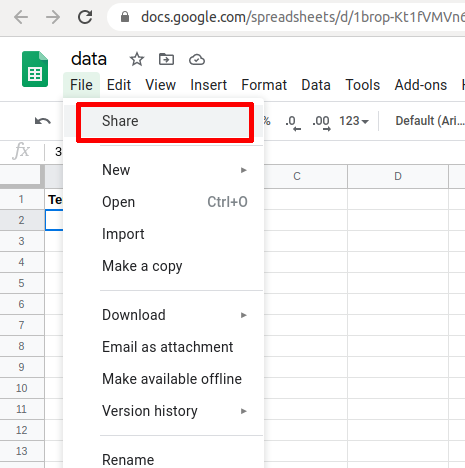 docs.google.com/spreadsheets/d/1brop-Kt1fVMVn6
data
File Edit View Insert Format Data Tools Add-ons H
% .0 .00 123 Default (Ari...
fx 3
C D
1 Te
2
3
4
5
6
7
8
9
10
11
12
13
Share
New
Open Ctrl+O
Import
Make a copy
Download
Email as attachment
Make available offline
Version history
Rename